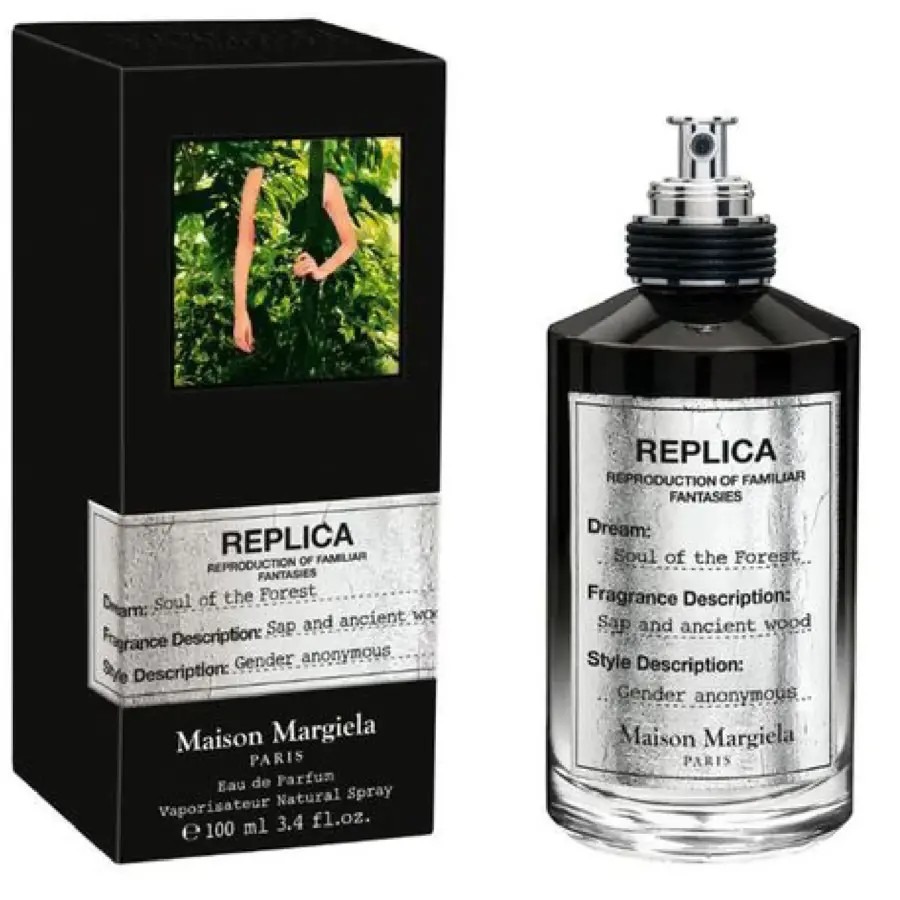 REPLICA
REPRODUCTION OF FAMILIAR
FANTASIES
Dream: Soul of the Forest
Fragrance Description: Sap and ancient
Style Description: Gender anonymous
Maison Margiela
PARIS
Eau de Parfum
Vaporisateur Natural Spray
℮ 100 ml 3.4 fl.oz.
REPLICA
REPRODUCTION OF FAMILIAR
FANTASIES
Dream:
Soul of the Forest
Fragrance Description:
Sap and ancient wood
Style Description:
Gender anonymous
Maison Margiela
PARIS